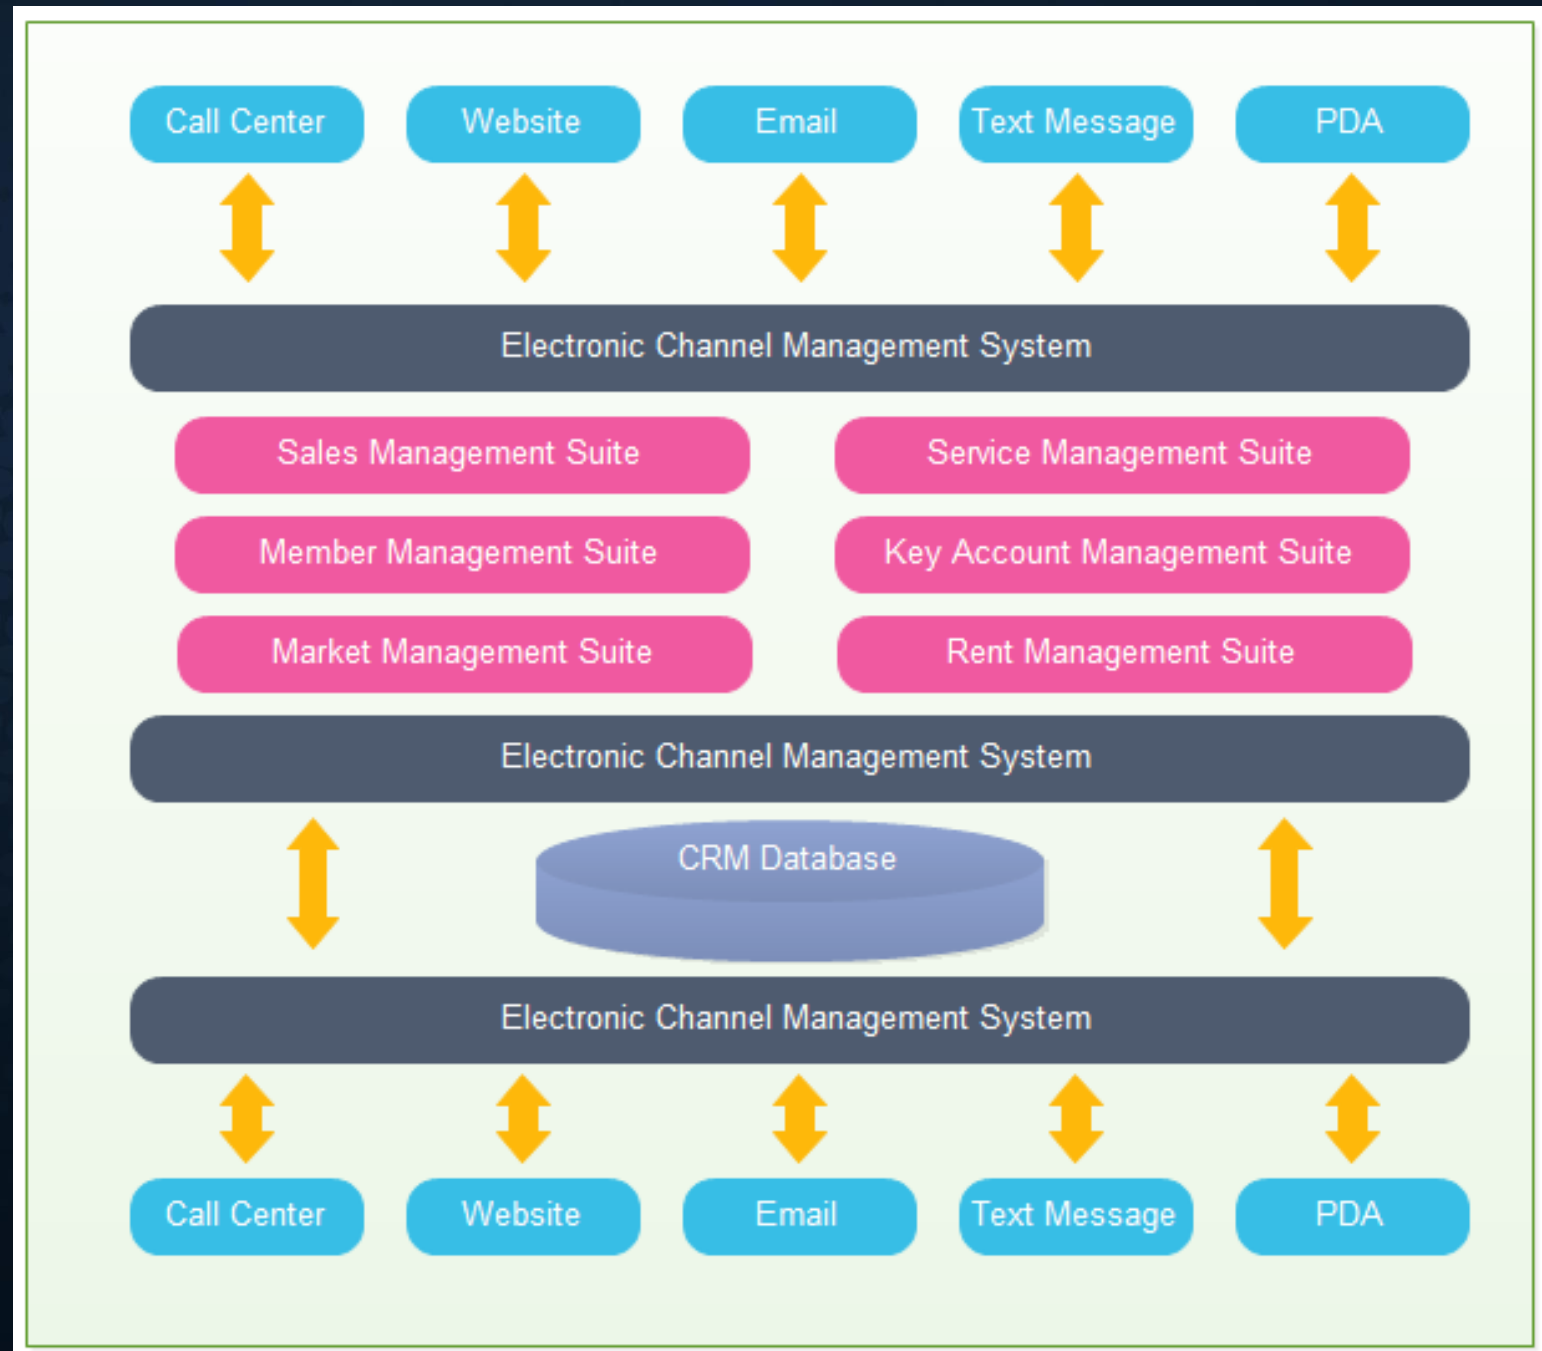 Call Center
Website
Email
Text Message
PDA
Electronic Channel Management System
Sales Management Suite
Service Management Suite
Member Management Suite
Key Account Management Suite
Market Management Suite
Rent Management Suite
Electronic Channel Management System
CRM Database
Electronic Channel Management System
Call Center
Website
Email
Text Message
PDA